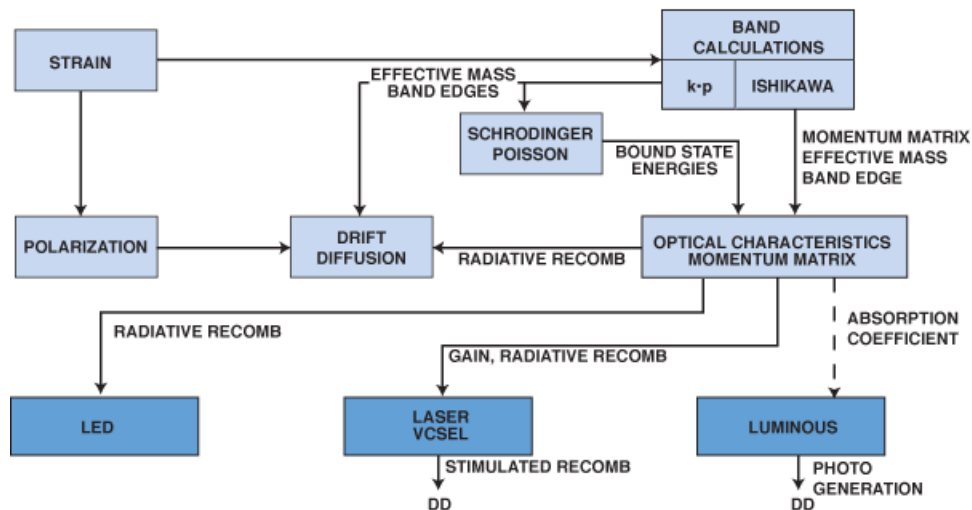 STRAIN
BAND
CALCULATIONS
k•p
ISHIKAWA
EFFECTIVE MASS
BAND EDGES
SCHRODINGER
POISSON
BOUND STATE
ENERGIES
MOMENTUM MATRIX
EFFECTIVE MASS
BAND EDGE
POLARIZATION
DRIFT
DIFFUSION
RADIATIVE RECOMB
OPTICAL CHARACTERISTICS
MOMENTUM MATRIX
RADIATIVE RECOMB
GAIN, RADIATIVE RECOMB
ABSORPTION
COEFFICIENT
LED
LASER
VCSEL
LUMINOUS
STIMULATED RECOMB
DD
PHOTO
GENERATION
DD